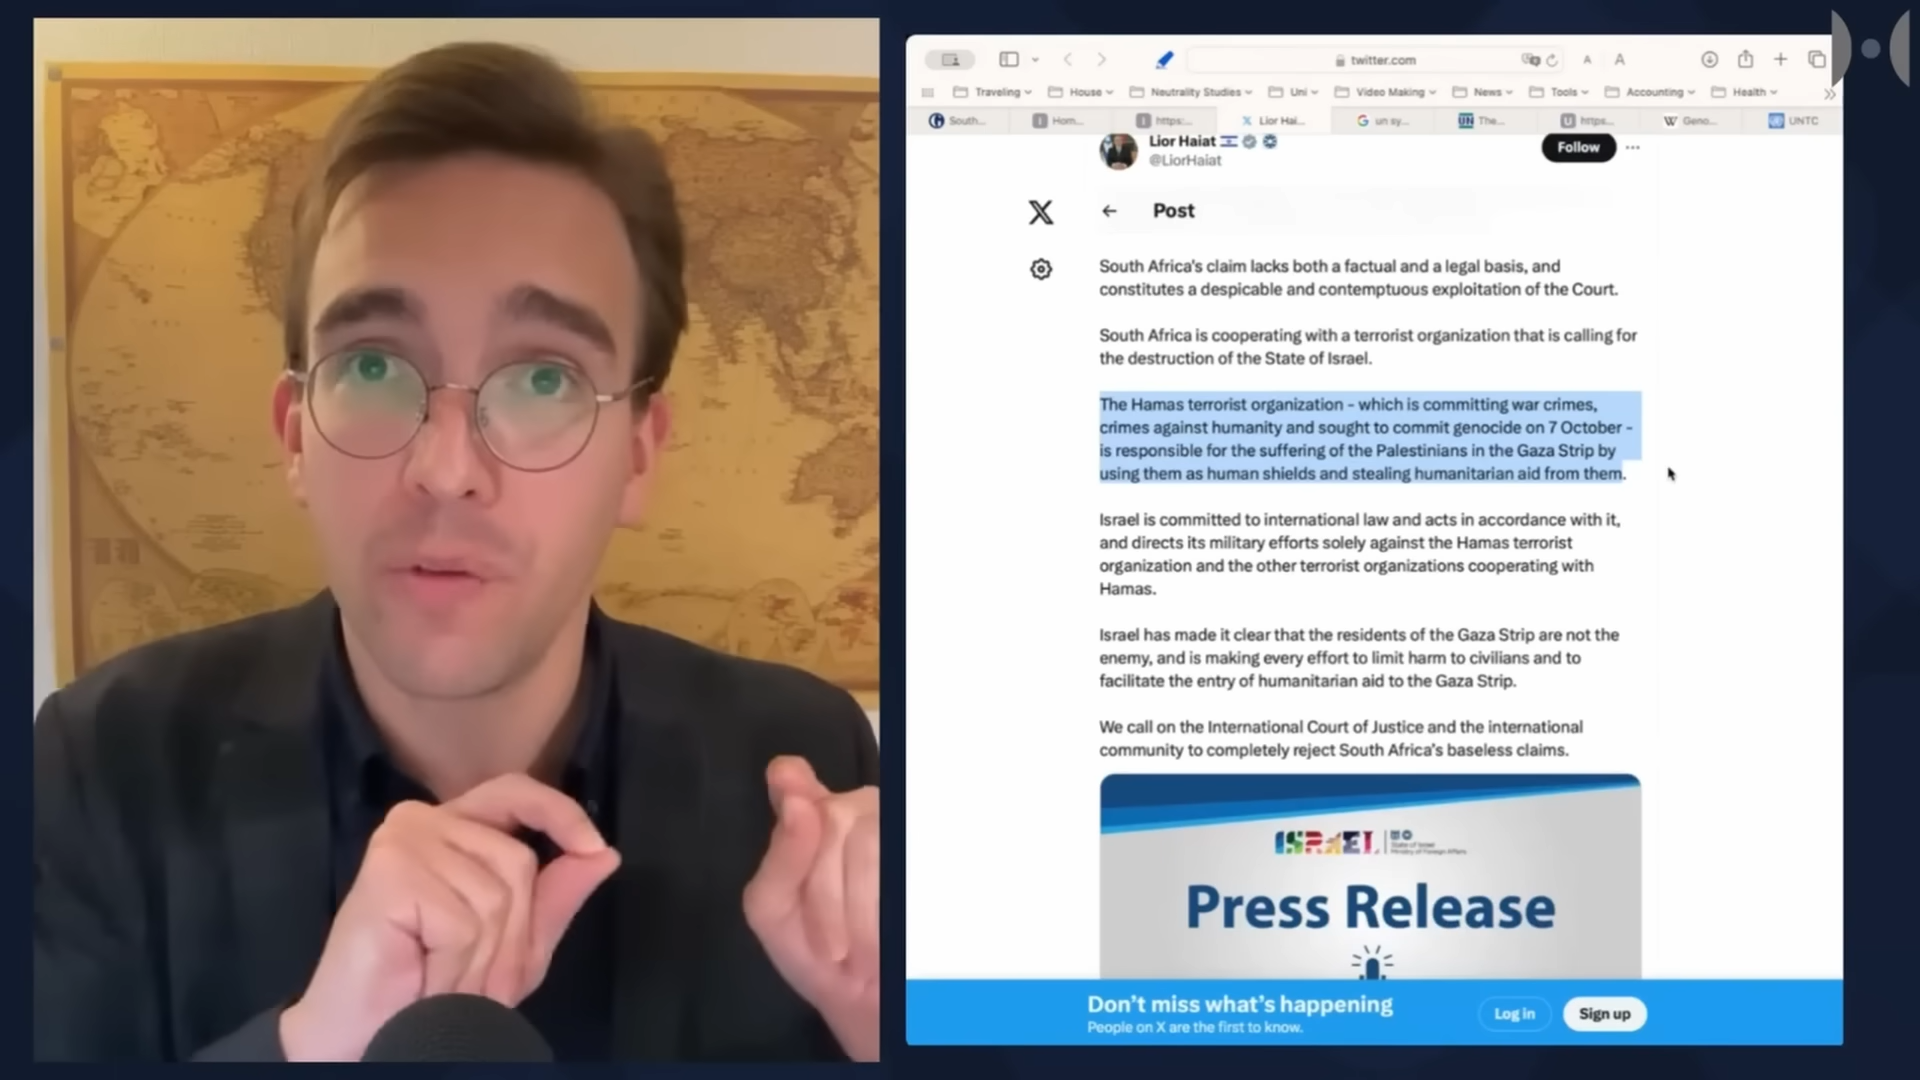 twitter.com
A
A
Traveling
House
Neutrality Studies
Uni
Video Making
News
Tools
Accounting
Health
South...
Hom...
https:...
X Lior Hai...
G un sy...
UN The...
U https...
W Geno...
UNTC
Lior Haiat
@LiorHaiat
Follow
X
Post
South Africa's claim lacks both a factual and a legal basis, and
constitutes a despicable and contemptuous exploitation of the Court.
South Africa is cooperating with a terrorist organization that is calling for
the destruction of the State of Israel.
The Hamas terrorist organization - which is committing war crimes,
crimes against humanity and sought to commit genocide on 7 October -
is responsible for the suffering of the Palestinians in the Gaza Strip by
using them as human shields and stealing humanitarian aid from them.
Israel is committed to international law and acts in accordance with it,
and directs its military efforts solely against the Hamas terrorist
organization and the other terrorist organizations cooperating with
Hamas.
Israel has made it clear that the residents of the Gaza Strip are not the
enemy, and is making every effort to limit harm to civilians and to
facilitate the entry of humanitarian aid to the Gaza Strip.
We call on the International Court of Justice and the international
community to completely reject South Africa's baseless claims.
ISRAEL
State of Israel
Ministry of Foreign Affairs
Press Release
Don't miss what's happening
People on X are the first to know.
Log in
Sign up